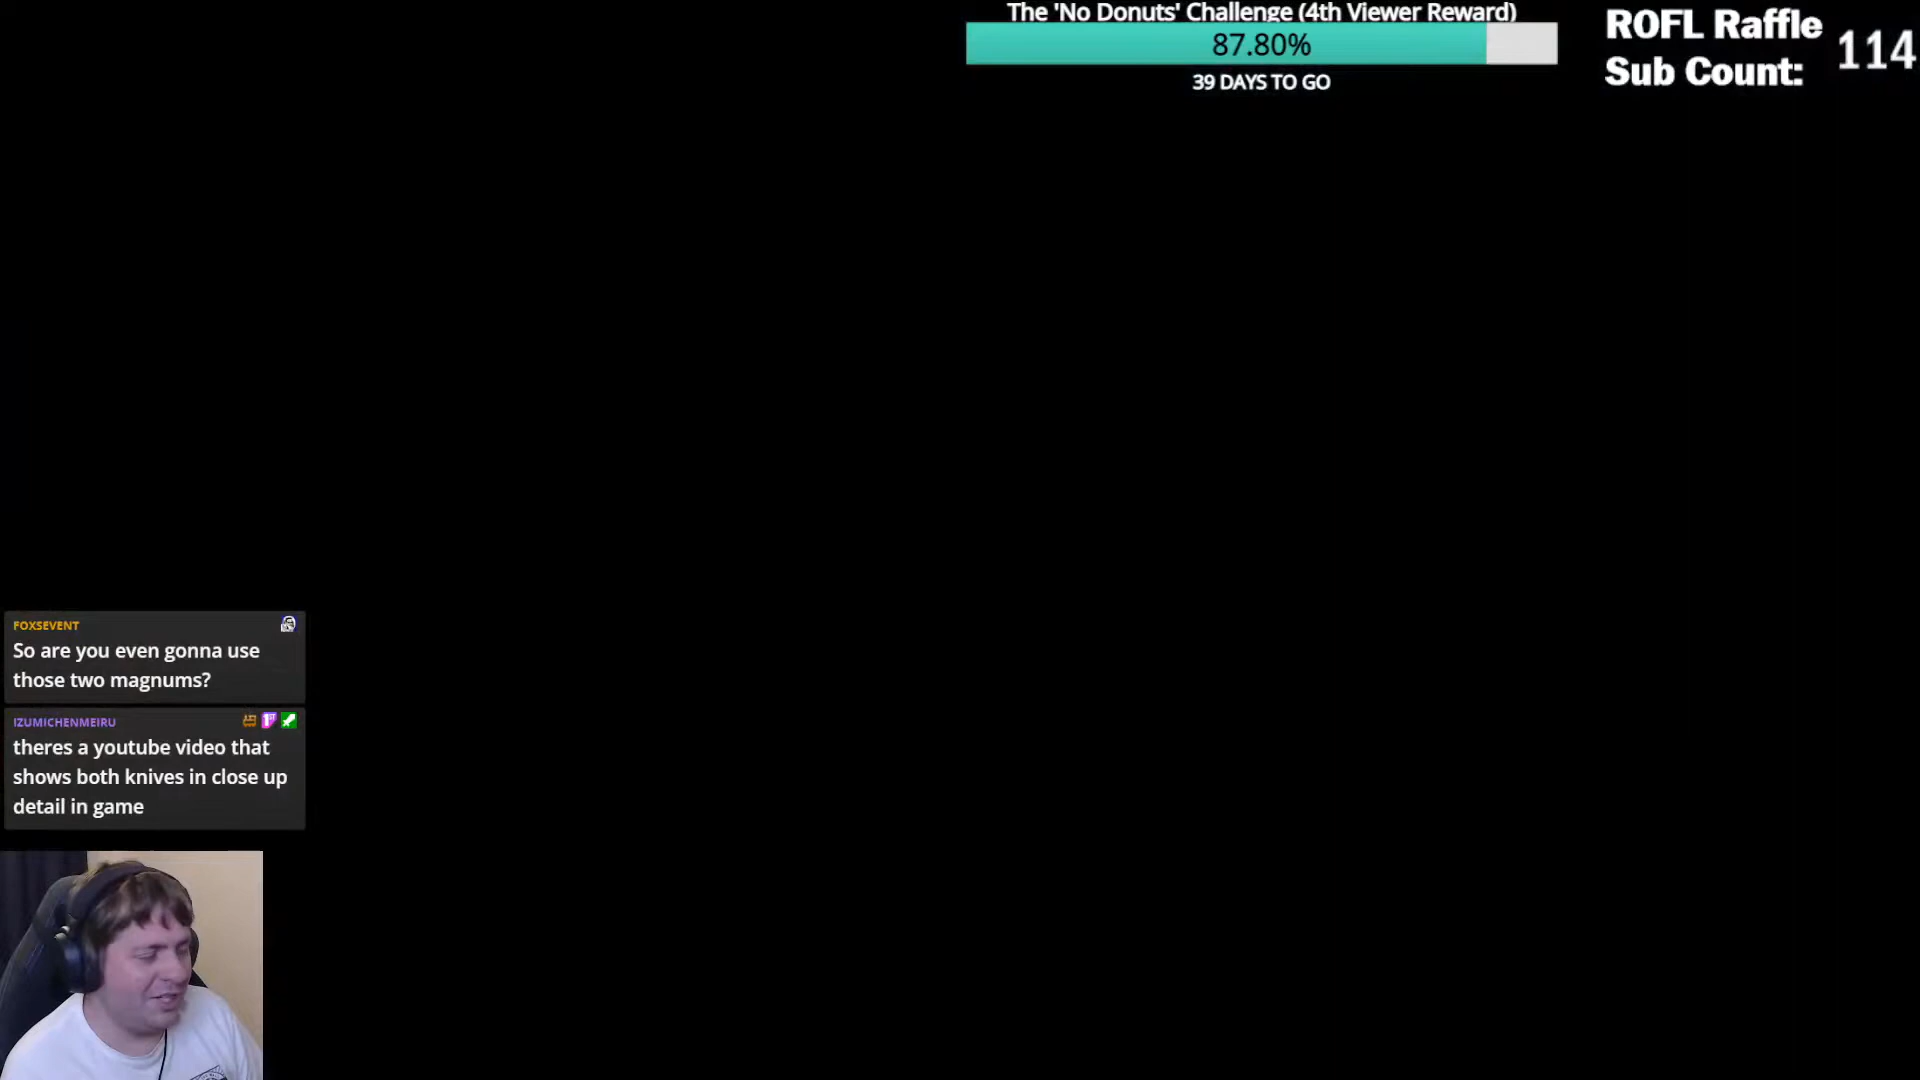 The 'No Donuts' Challenge (4th Viewer Reward)
87.80%
39 DAYS TO GO
ROFL Raffle
Sub Count:
114
FOXSEVENT
So are you even gonna use
those two magnums?
IZUMICHENMEIRU
theres a youtube video that
shows both knives in close up
detail in game